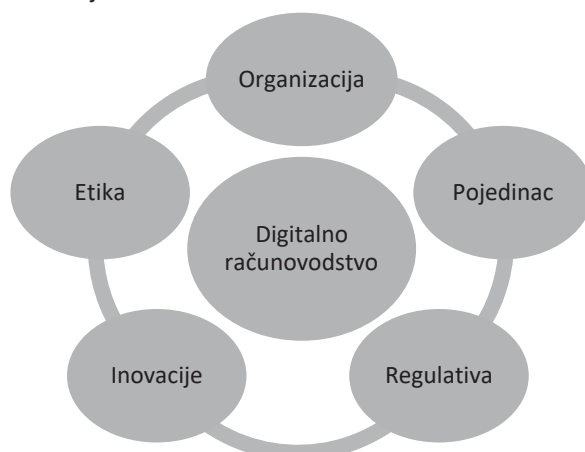 Organizacija
Etika
Pojedinac
Digitalno
računovodstvo
Inovacije
Regulativa